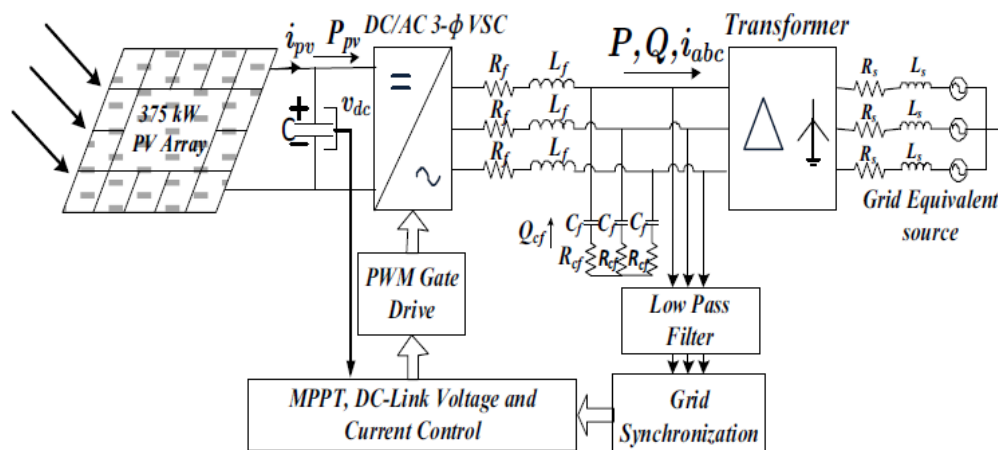 DC/AC 3-ϕ VSC
Transformer
i_pv
P_pv
P,Q,i_abc
R_f
L_f
R_s
L_s
375 kW
PV Array
+
C
v_dc
=
~
R_f
L_f
Δ
R_s
L_s
R_f
L_f
R_s
L_s
Grid Equivalent
source
Q_cf
C_f C_f C_f
R_cf R_cf R_cf
PWM Gate
Drive
Low Pass
Filter
MPPT, DC-Link Voltage and
Current Control
Grid
Synchronization